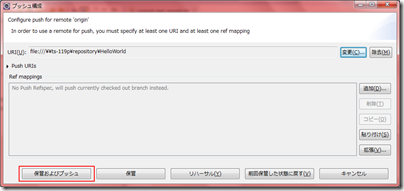 プッシュ構成
Configure push for remote 'origin'
In order to use a remote for push, you must specify at least one URI and at least one ref mapping
URI(U): file:///¥¥ts-119p¥repository¥HelloWorld 変更(C)... 除去(M)
Push URIs
Ref mappings
No Push Refspec, will push currently checked out branch instead.
追加(D)...
削除(T)
コピー(O)
貼り付け(S)
拡張(V)...
保管およびプッシュ 保管 リハーサル(Y) 前回保管した状態に戻す(V) キャンセル